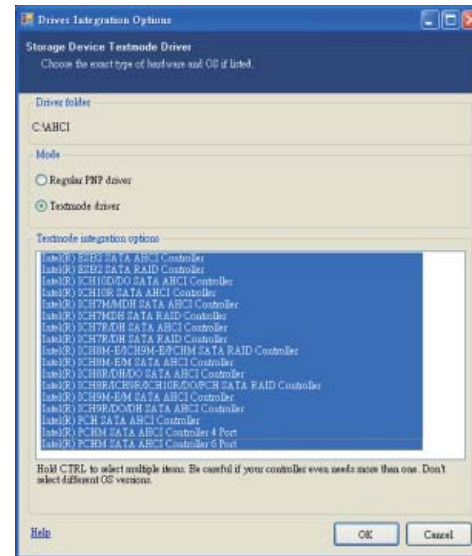 Driver Integration Options
Storage Device Textmode Driver
Choose the exact type of hardware and OS if listed.
Driver folder
C:\AHCI
Mode
Regular PNP driver
Textmode driver
Textmode integration options
Intel(R) ESB2 SATA AHCI Controller
Intel(R) ESB2 SATA RAID Controller
Intel(R) ICH10D/DO SATA AHCI Controller
Intel(R) ICH10R SATA AHCI Controller
Intel(R) ICH7M/MDH SATA AHCI Controller
Intel(R) ICH7MDH SATA RAID Controller
Intel(R) ICH7R/DH SATA AHCI Controller
Intel(R) ICH7R/DH SATA RAID Controller
Intel(R) ICH8M-E/ICH9M-E/PCHM SATA RAID Controller
Intel(R) ICH8M-E/M SATA AHCI Controller
Intel(R) ICH8R/DH/DO SATA AHCI Controller
Intel(R) ICH8R/ICH9R/ICH10R/DO/PCH SATA RAID Controller
Intel(R) ICH9M-E/M SATA AHCI Controller
Intel(R) ICH9R/DO/DH SATA AHCI Controller
Intel(R) PCH SATA AHCI Controller
Intel(R) PCHM SATA AHCI Controller 4 Port
Intel(R) PCHM SATA AHCI Controller 6 Port
Hold CTRL to select multiple items. Be careful if your controller even needs more than one. Don't
select different OS versions.
Help
OK
Cancel